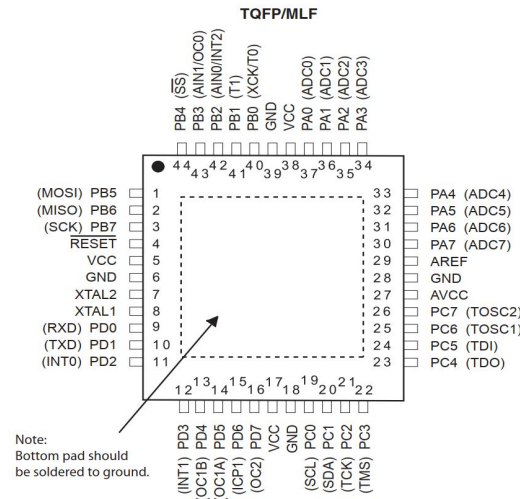 TQFP/MLF
PB4 (SS)
PB3 (AIN1/OC0)
PB2 (AIN0/INT2)
PB1 (T1)
PB0 (XCK/T0)
GND
VCC
PA0 (ADC0)
PA1 (ADC1)
PA2 (ADC2)
PA3 (ADC3)
44 43 42 41 40 39 38 37 36 35 34
(MOSI) PB5 1
(MISO) PB6 2
(SCK) PB7 3
RESET 4
VCC 5
GND 6
XTAL2 7
XTAL1 8
(RXD) PD0 9
(TXD) PD1 10
(INT0) PD2 11
33 PA4 (ADC4)
32 PA5 (ADC5)
31 PA6 (ADC6)
30 PA7 (ADC7)
29 AREF
28 GND
27 AVCC
26 PC7 (TOSC2)
25 PC6 (TOSC1)
24 PC5 (TDI)
23 PC4 (TDO)
12 13 14 15 16 17 18 19 20 21 22
(INT1) PD3
(OC1B) PD4
(OC1A) PD5
(ICP1) PD6
(OC2) PD7
VCC
GND
(SCL) PC0
(SDA) PC1
(TCK) PC2
(TMS) PC3
Note:
Bottom pad should
be soldered to ground.